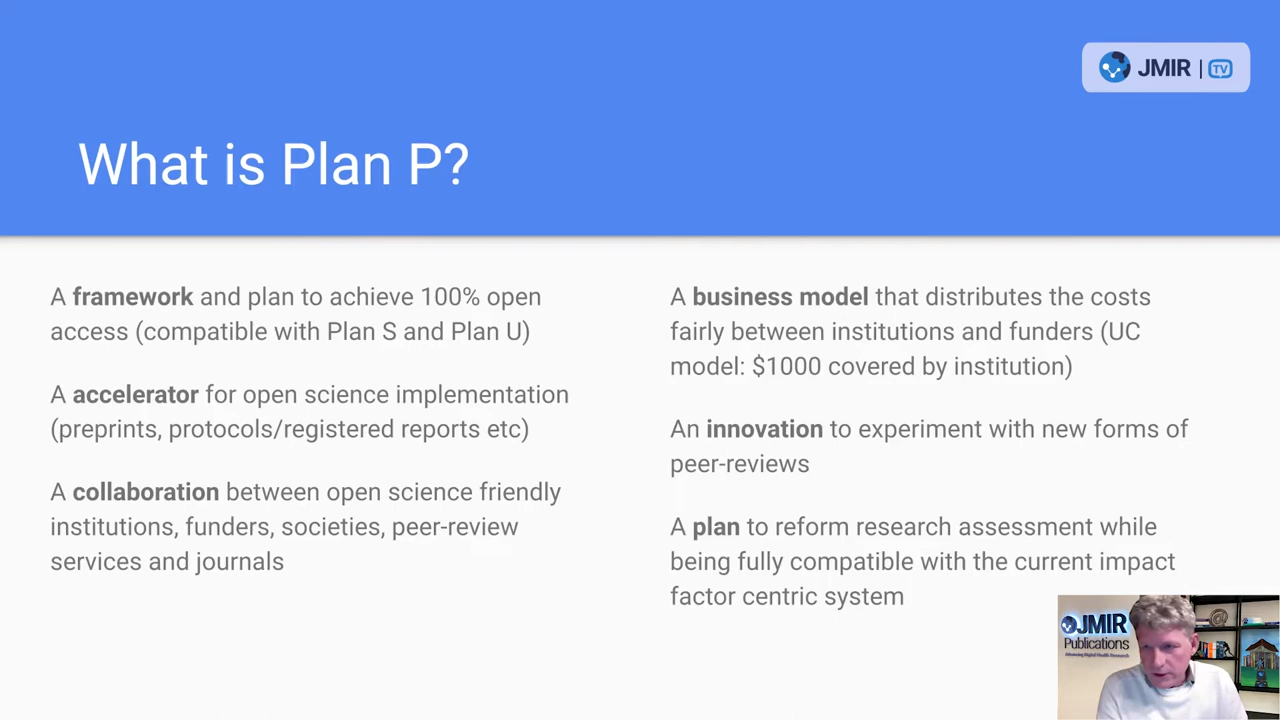 JMIR | TV
What is Plan P?
A framework and plan to achieve 100% open
access (compatible with Plan S and Plan U)
A accelerator for open science implementation
(preprints, protocols/registered reports etc)
A collaboration between open science friendly
institutions, funders, societies, peer-review
services and journals
A business model that distributes the costs
fairly between institutions and funders (UC
model: $1000 covered by institution)
An innovation to experiment with new forms of
peer-reviews
A plan to reform research assessment while
being fully compatible with the current impact
factor centric system
JMIR
Publications
Advancing Digital Health Research